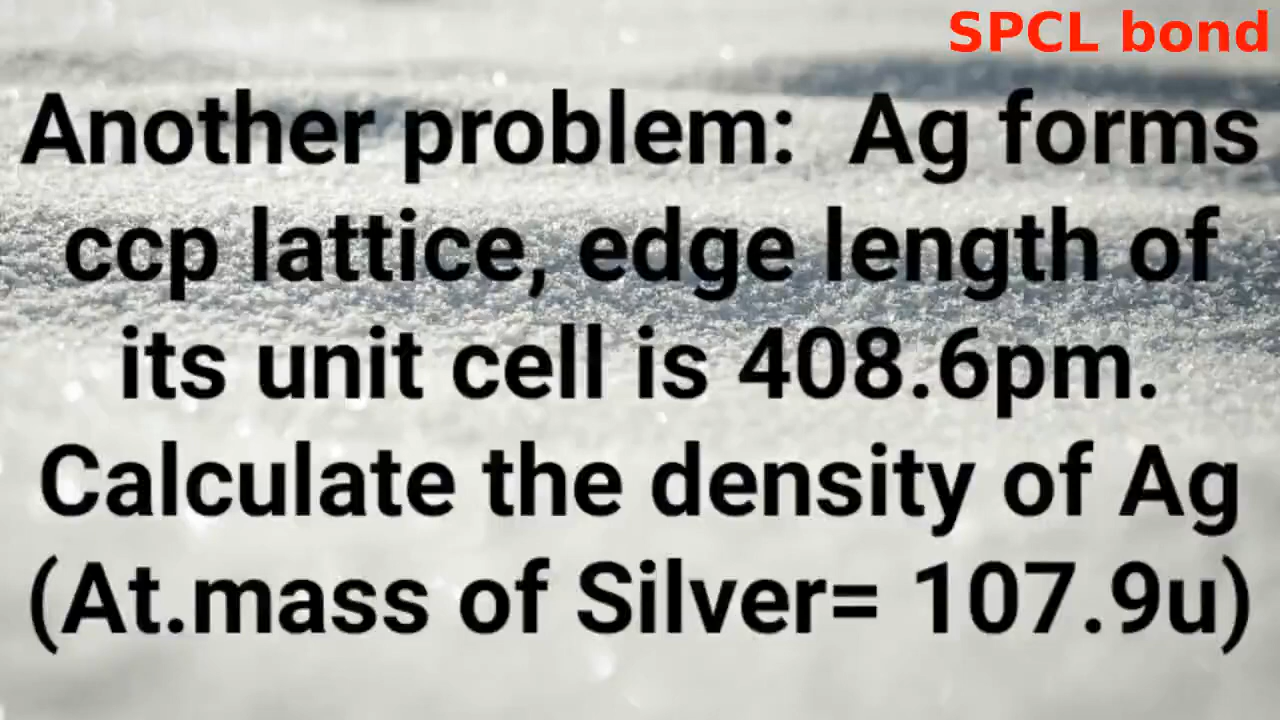 SPCL bond
Another problem:  Ag forms
ccp lattice, edge length of
its unit cell is 408.6pm.
Calculate the density of Ag
(At.mass of Silver= 107.9u)